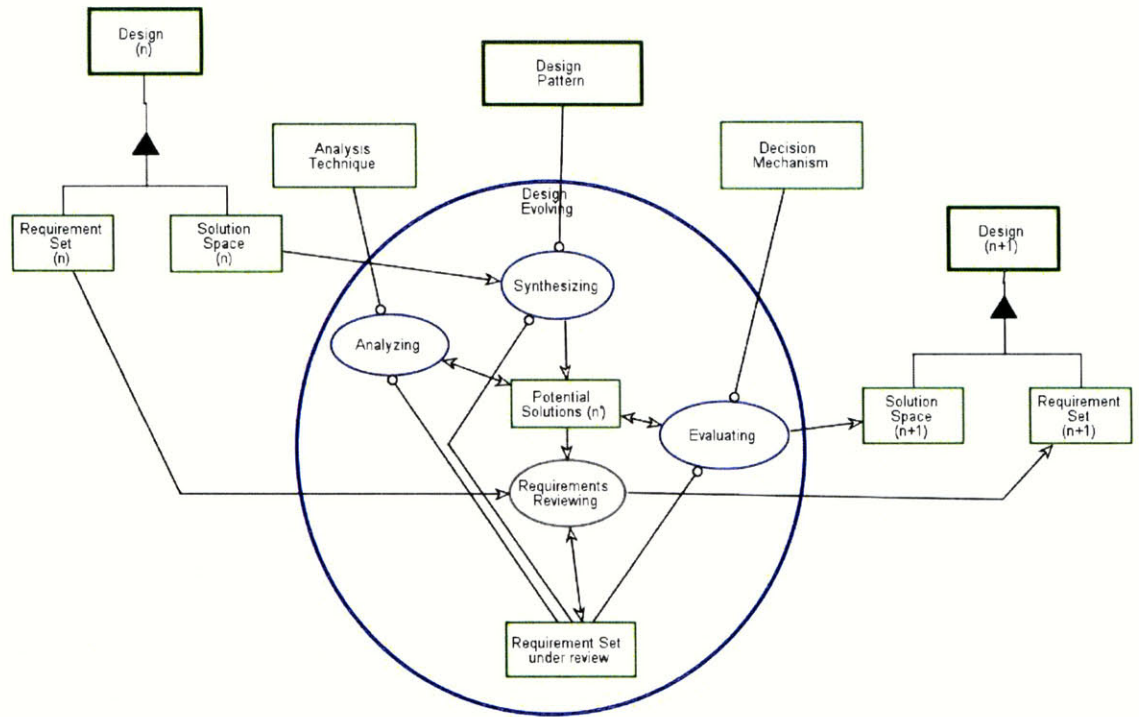 Design
(n)
Design
Pattern
Analysis
Technique
Decision
Mechanism
Design
Evolving
Requirement
Set
(n)
Solution
Space
(n)
Design
(n+1)
Synthesizing
Analyzing
Potential
Solutions (n')
Evaluating
Solution
Space
(n+1)
Requirement
Set
(n+1)
Requirements
Reviewing
Requirement Set
under review